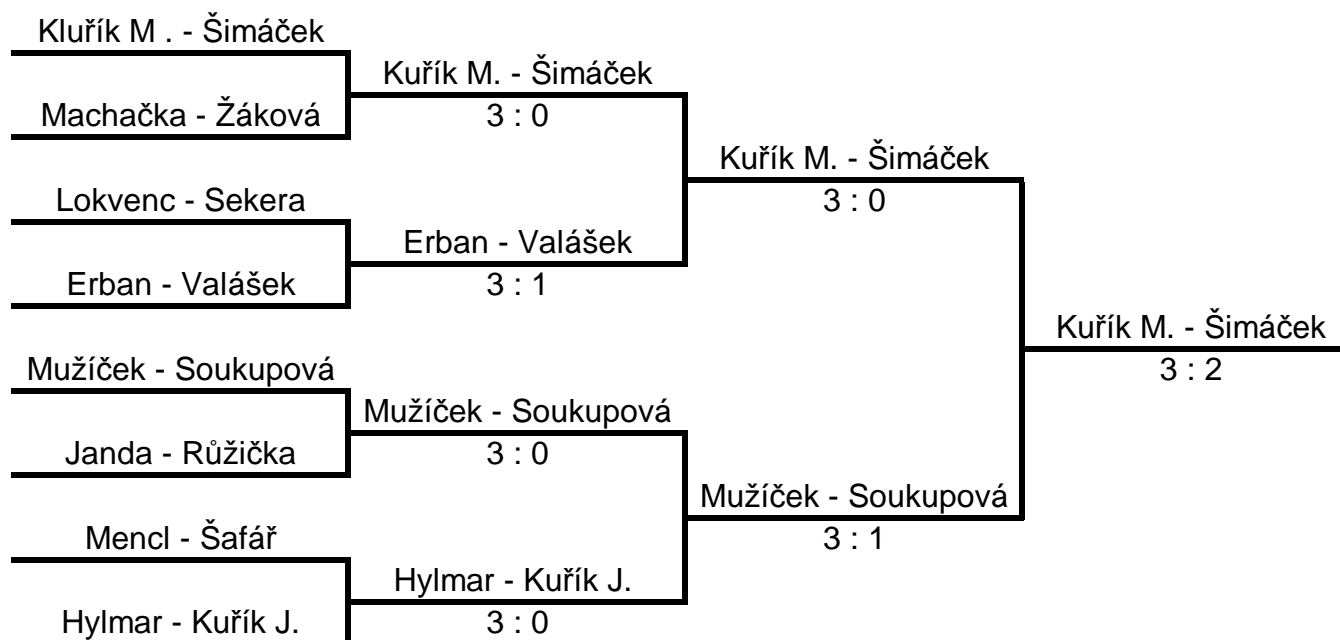 Kluřík M . - Šimáček
Machačka - Žáková
Lokvenc - Sekera
Erban - Valášek
Mužíček - Soukupová
Janda - Růžička
Mencl - Šafář
Hylmar - Kuřík J.
Kuřík M. - Šimáček
3 : 0
Erban - Valášek
3 : 1
Mužíček - Soukupová
3 : 0
Hylmar - Kuřík J.
3 : 0
Kuřík M. - Šimáček
3 : 0
Mužíček - Soukupová
3 : 1
Kuřík M. - Šimáček
3 : 2